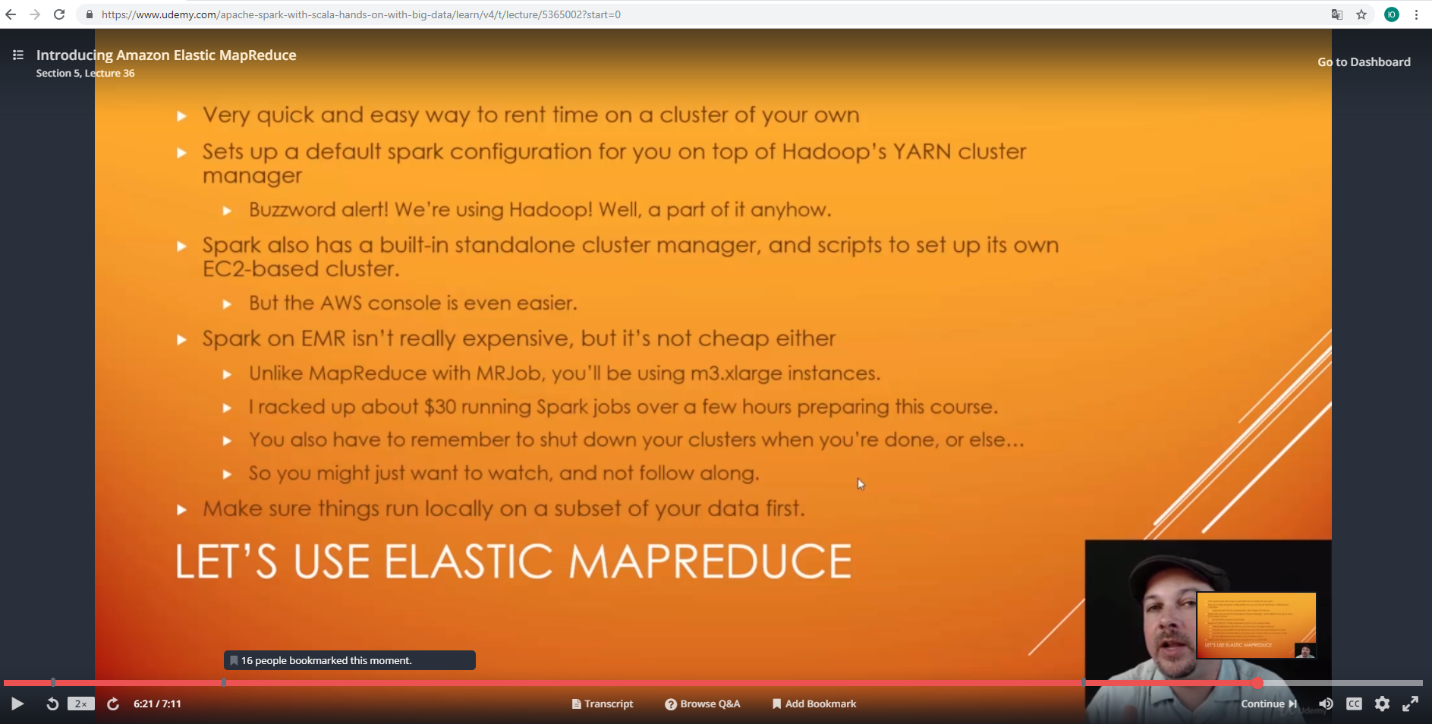 https://www.udemy.com/apache-spark-with-scala-hands-on-with-big-data/learn/v4/t/lecture/5365002?start=0
Introducing Amazon Elastic MapReduce
Section 5, Lecture 36
Go to Dashboard
Very quick and easy way to rent time on a cluster of your own
Sets up a default spark configuration for you on top of Hadoop's YARN cluster
manager
Buzzword alert! We're using Hadoop! Well, a part of it anyhow.
Spark also has a built-in standalone cluster manager, and scripts to set up its own
EC2-based cluster.
But the AWS console is even easier.
Spark on EMR isn't really expensive, but it's not cheap either
Unlike MapReduce with MRJob, you'll be using m3.xlarge instances.
I racked up about $30 running Spark jobs over a few hours preparing this course.
You also have to remember to shut down your clusters when you're done, or else...
So you might just want to watch, and not follow along.
Make sure things run locally on a subset of your data first.
LET'S USE ELASTIC MAPREDUCE
LET'S USE ELASTIC MAPREDUCE
16 people bookmarked this moment.
2x
6:21 / 7:11
Transcript
Browse Q&A
Add Bookmark
Continue
CC